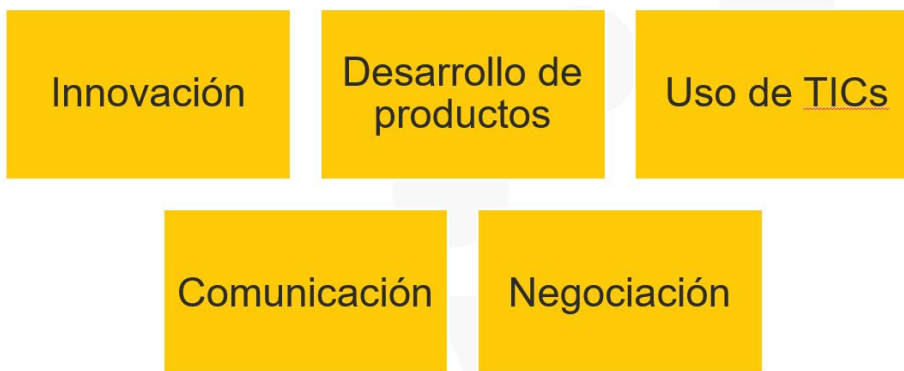 Innovación
Desarrollo de
productos
Uso de TICs
Comunicación
Negociación